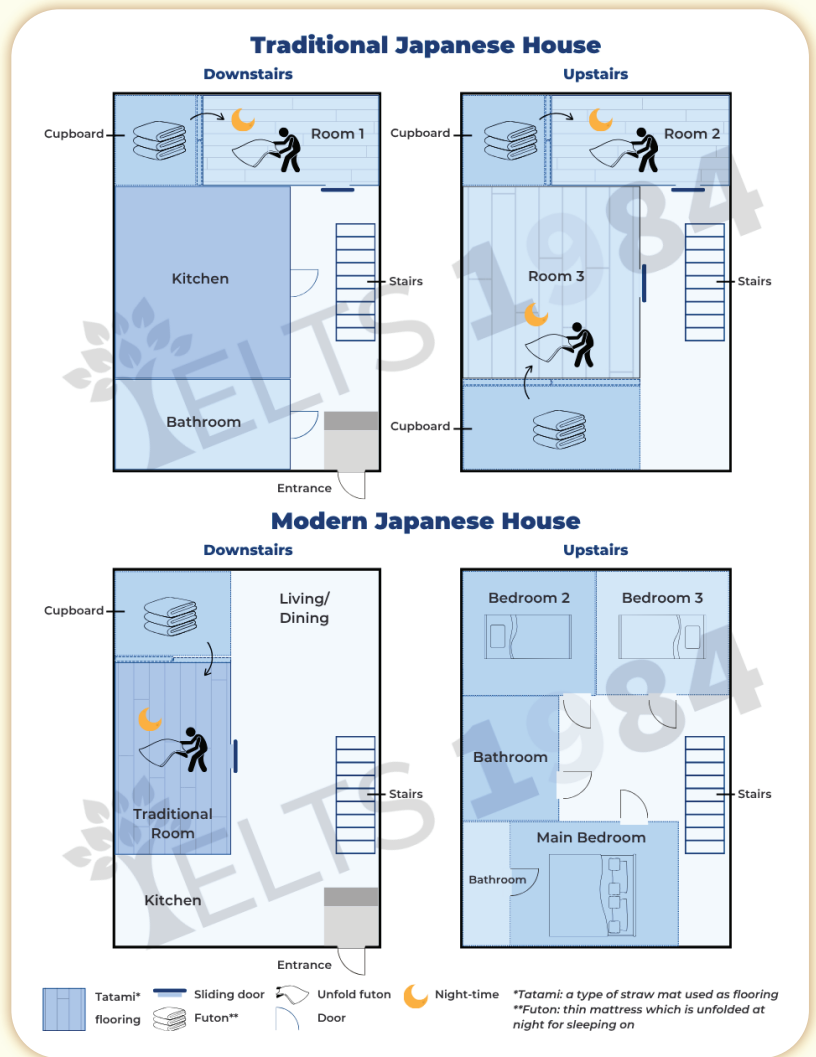 Traditional Japanese House
Downstairs
Upstairs
Cupboard
Room 1
Cupboard
Room 2
Kitchen
Stairs
Room 3
Stairs
Bathroom
Cupboard
Entrance
IELTS 1984
Modern Japanese House
Downstairs
Upstairs
Cupboard
Living/
Dining
Bedroom 2
Bedroom 3
Bathroom
Stairs
Stairs
Traditional
Room
Main Bedroom
Kitchen
Bathroom
Entrance
IELTS 1984
Tatami*
flooring
Sliding door
Futon**
Unfold futon
Door
Night-time
*Tatami: a type of straw mat used as flooring
**Futon: thin mattress which is unfolded at
night for sleeping on